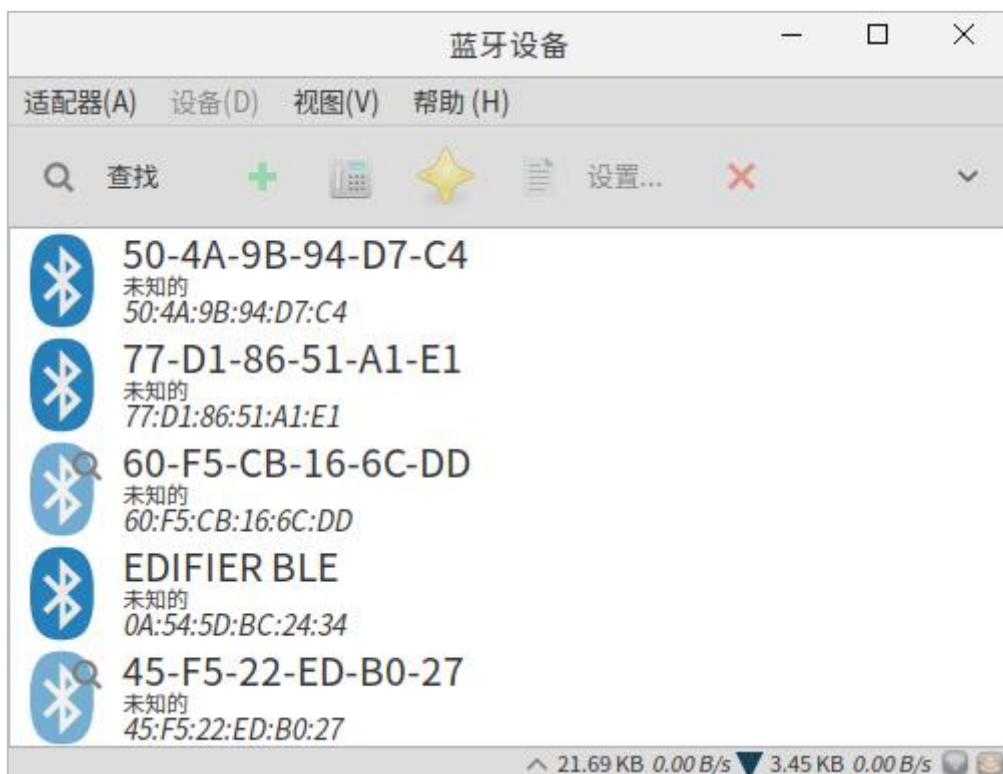 蓝牙设备
适配器(A) 设备(D) 视图(V) 帮助 (H)
查找 设置...
50-4A-9B-94-D7-C4
未知的
50:4A:9B:94:D7:C4
77-D1-86-51-A1-E1
未知的
77:D1:86:51:A1:E1
60-F5-CB-16-6C-DD
未知的
60:F5:CB:16:6C:DD
EDIFIER BLE
未知的
0A:54:5D:BC:24:34
45-F5-22-ED-B0-27
未知的
45:F5:22:ED:B0:27
21.69 KB 0.00 B/s 3.45 KB 0.00 B/s